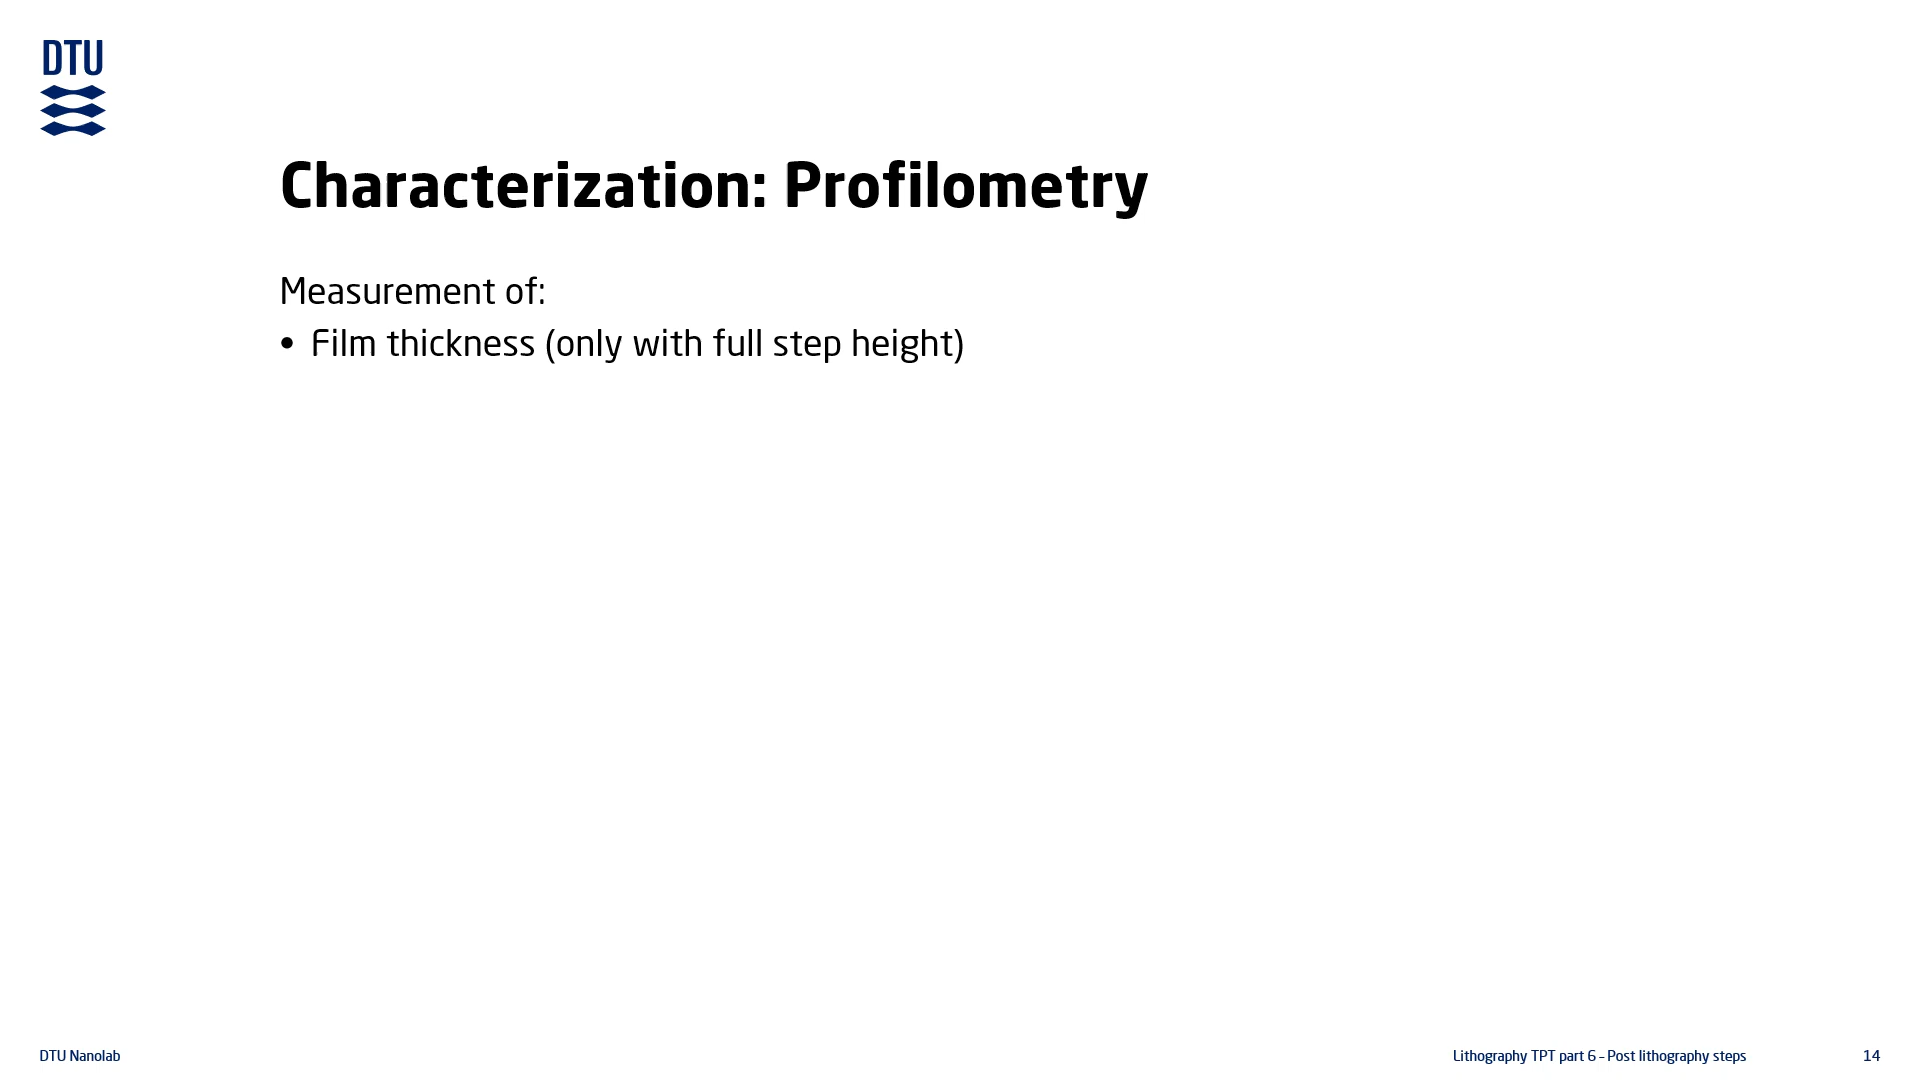 DTU
Characterization: Profilometry
Measurement of:
• Film thickness (only with full step height)
DTU Nanolab
Lithography TPT part 6 – Post lithography steps
14